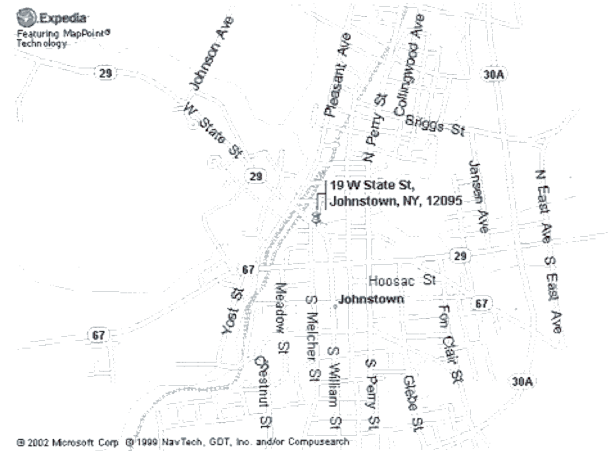 Expedia
Featuring MapPoint®
Technology
29
Johnson Ave
W State St
29
Pleasant Ave
Collingwood Ave
N Perry St
Briggs St
30A
19 W State St,
Johnstown, NY, 12095
Jansen Ave
N East Ave
S East Ave
29
67
Hoosac St
Johnstown
67
Yost St
Meadow St
S Melcher St
Fon Clair St
67
Chestnut St
S William St
S Perry St
Glebe St
30A
© 2002 Microsoft Corp © 1999 NavTech, GDT, Inc. and/or Compusearch